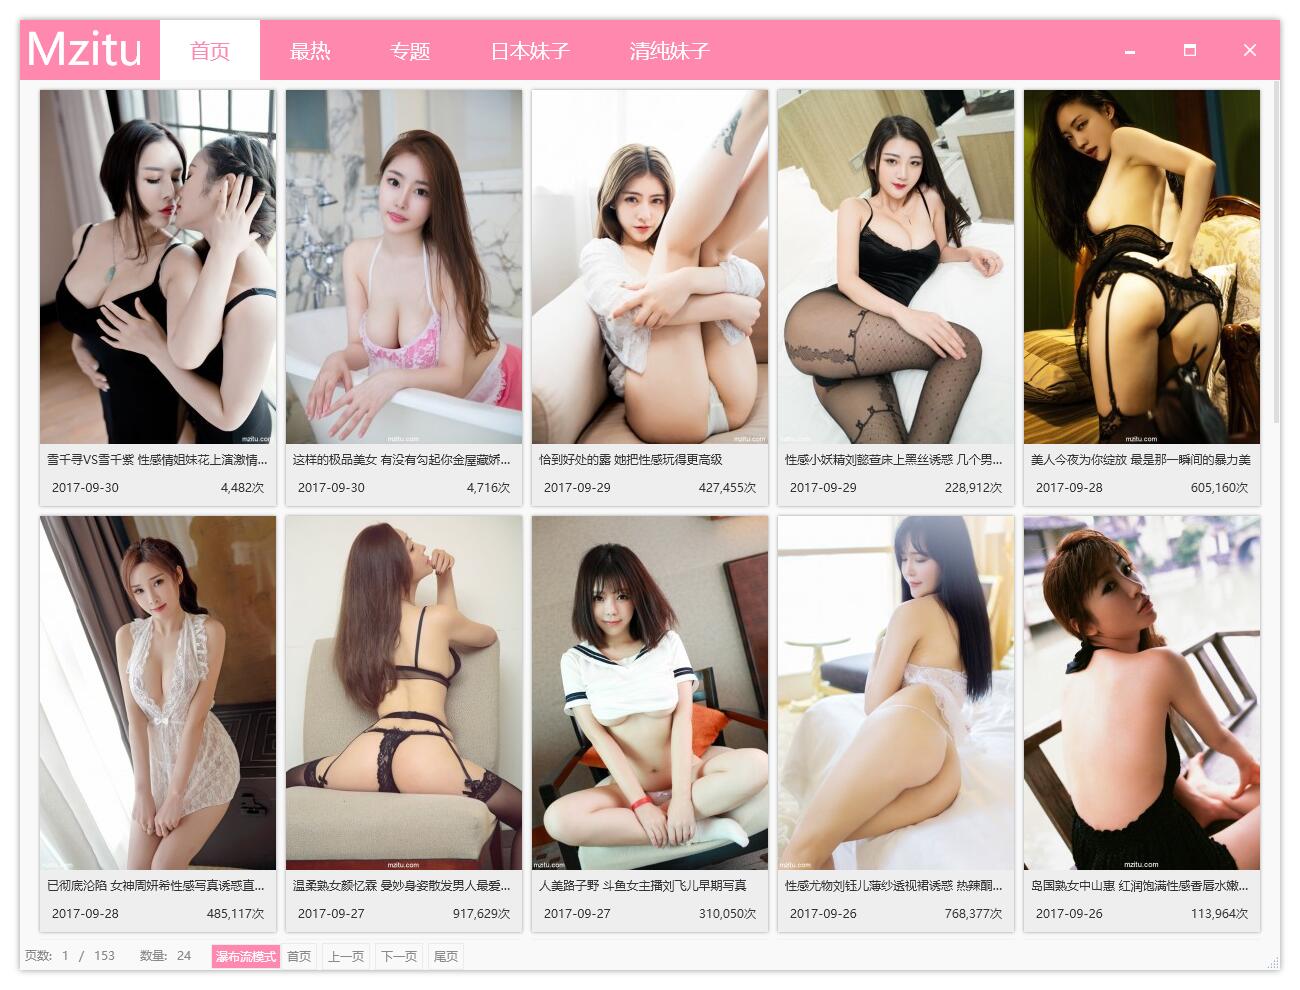 Mzitu
首页 最热 专题 日本妹子 清纯妹子
mzitu.com
mzitu.com
mzitu.com
mzitu.com
mzitu.com
雪千寻VS雪千紫 性感情姐妹花上演激情...
2017-09-30 4,482次
这样的极品美女 有没有勾起你金屋藏娇...
2017-09-30 4,716次
恰到好处的露 她把性感玩得更高级
2017-09-29 427,455次
性感小妖精刘懿萱床上黑丝诱惑 几个男...
2017-09-29 228,912次
美人今夜为你绽放 最是那一瞬间的暴力美
2017-09-28 605,160次
mzitu.com
mzitu.com
mzitu.com
mzitu.com
mzitu.com
已彻底沦陷 女神周妍希性感写真诱惑直...
2017-09-28 485,117次
温柔熟女颜忆霖 曼妙身姿散发男人最爱...
2017-09-27 917,629次
人美路子野 斗鱼女主播刘飞儿早期写真
2017-09-27 310,050次
性感尤物刘钰儿薄纱透视裙诱惑 热辣酮...
2017-09-26 768,377次
岛国熟女中山惠 红润饱满性感香唇水嫩...
2017-09-26 113,964次
页数: 1 / 153 数量: 24 瀑布流模式 首页 上一页 下一页 尾页